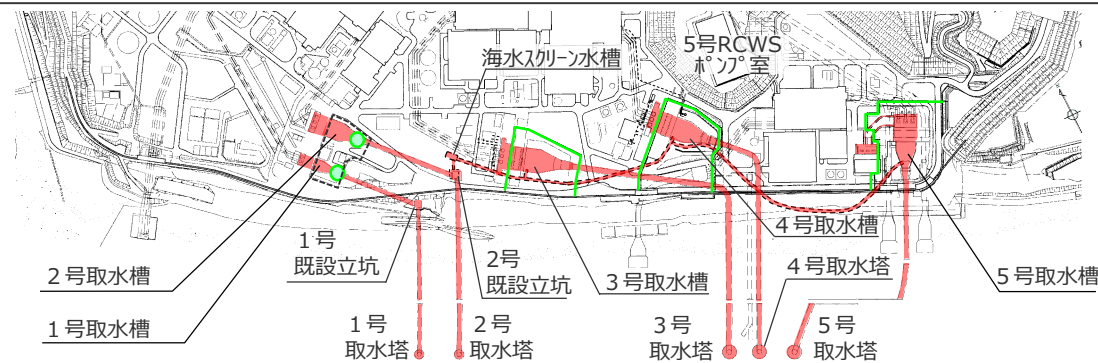 海水スクリーン水槽
5号RCWS
ポンプ室
2号取水槽
1号取水槽
1号
既設立坑
2号
既設立坑
3号取水槽
4号取水槽
4号取水塔
5号取水槽
1号
取水塔
2号
取水塔
3号
取水塔
5号
取水塔